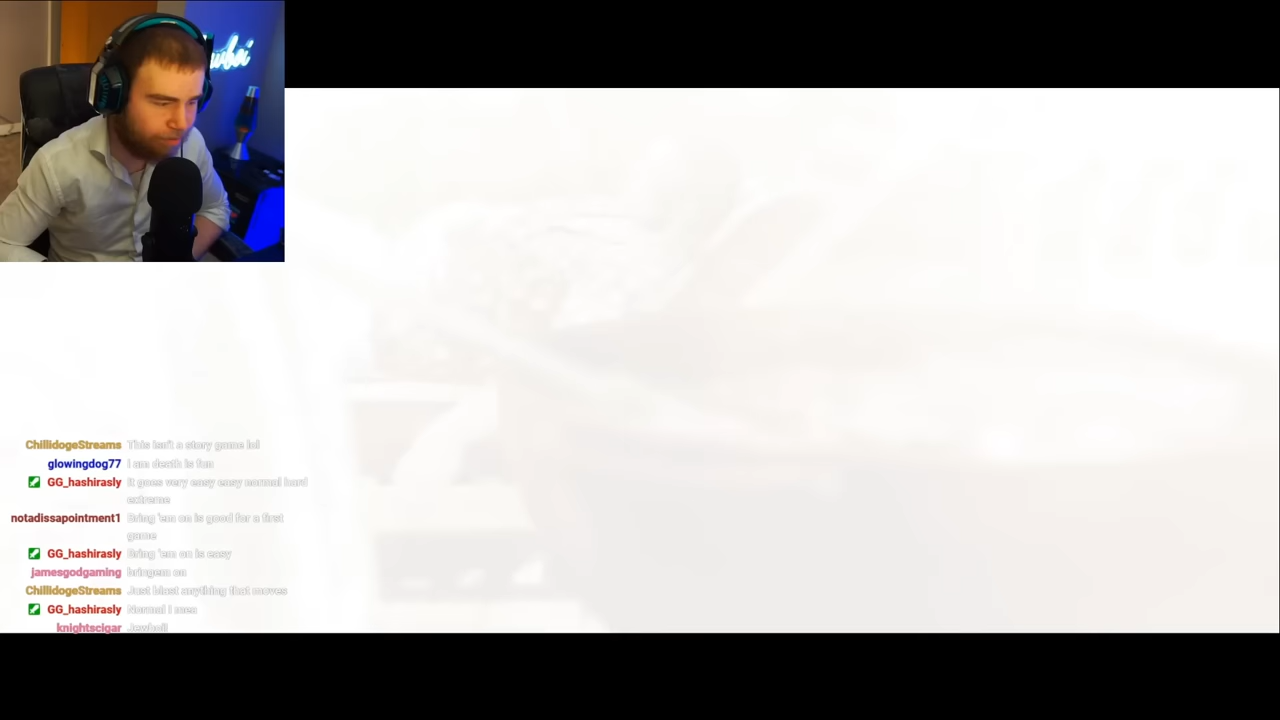 ChillidogeStreams This isn't a story game lol
glowingdog77 I am death is fun
GG_hashirasly It goes very easy easy normal hard
extreme
notadissapointment1 Bring 'em on is good for a first
game
GG_hashirasly Bring 'em on is easy
jamesgodgaming bringem on
ChillidogeStreams Just blast anything that moves
GG_hashirasly Normal I mea
knightscigar